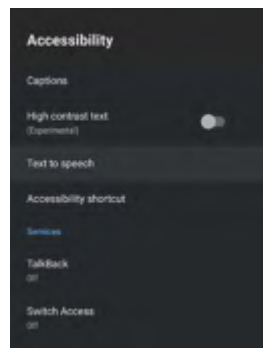 Accessibility
Captions
High contrast text
(Experimental)
Text to speech
Accessibility shortcut
Services
TalkBack
Off
Switch Access
Off